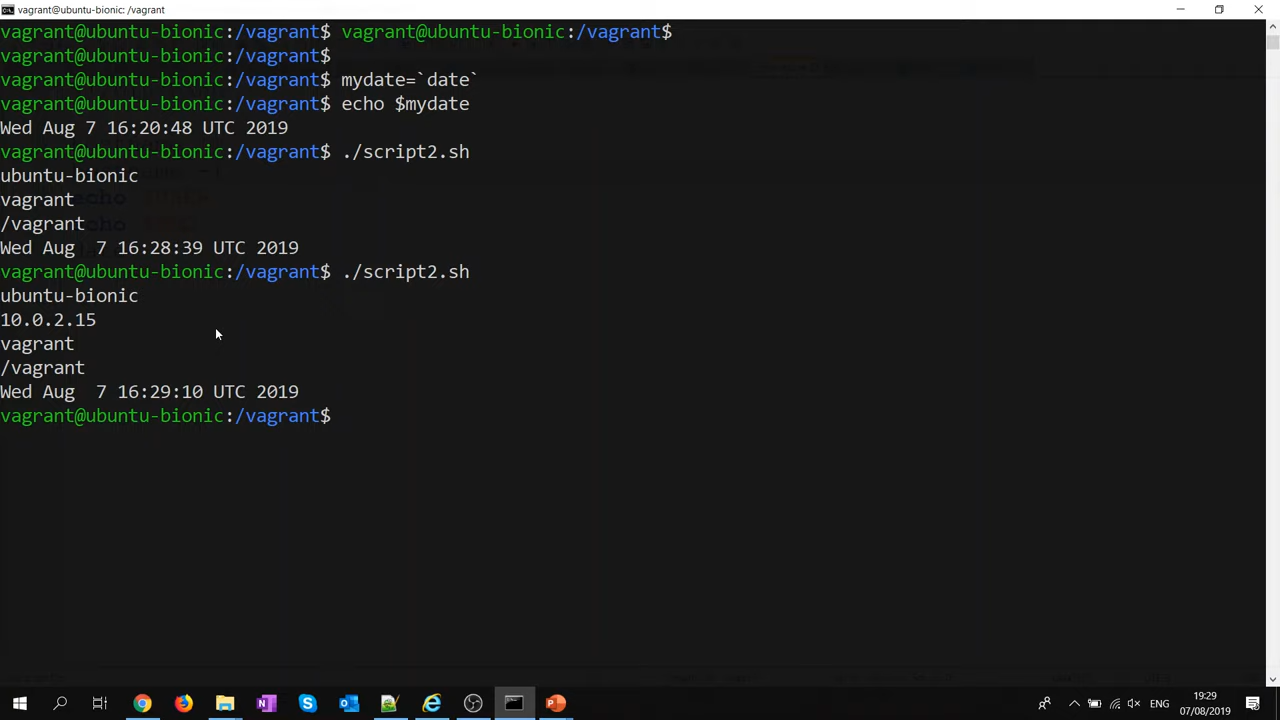 vagrant@ubuntu-bionic: /vagrant
vagrant@ubuntu-bionic:/vagrant$ vagrant@ubuntu-bionic:/vagrant$
vagrant@ubuntu-bionic:/vagrant$
vagrant@ubuntu-bionic:/vagrant$ mydate=`date`
vagrant@ubuntu-bionic:/vagrant$ echo $mydate
Wed Aug 7 16:20:48 UTC 2019
vagrant@ubuntu-bionic:/vagrant$ ./script2.sh
ubuntu-bionic
vagrant
/vagrant
Wed Aug  7 16:28:39 UTC 2019
vagrant@ubuntu-bionic:/vagrant$ ./script2.sh
ubuntu-bionic
10.0.2.15
vagrant
/vagrant
Wed Aug  7 16:29:10 UTC 2019
vagrant@ubuntu-bionic:/vagrant$
ENG
19:29
07/08/2019